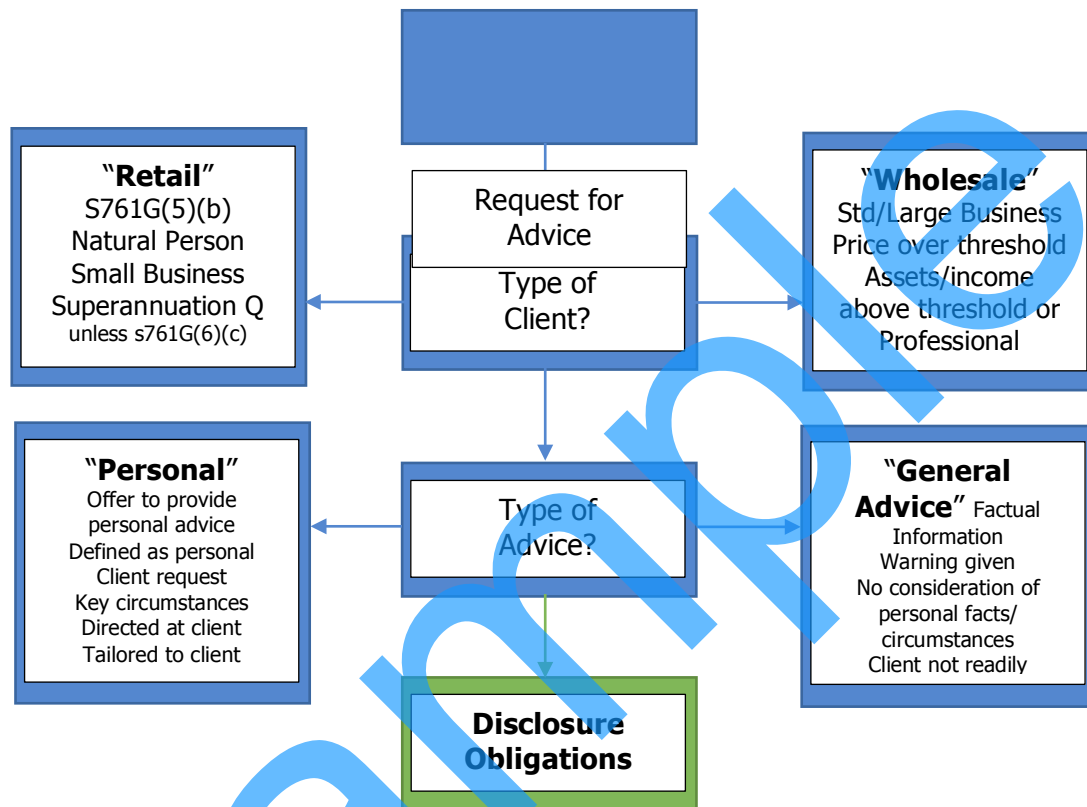 Request for
Advice
"Retail"
S761G(5)(b)
Natural Person
Small Business
Superannuation Q
unless s761G(6)(c)
Type of
Client?
"Wholesale"
Std/Large Business
Price over threshold
Assets/income
above threshold or
Professional
"Personal"
Offer to provide
personal advice
Defined as personal
Client request
Key circumstances
Directed at client
Tailored to client
Type of
Advice?
"General
Advice" Factual
Information
Warning given
No consideration of
personal facts/
circumstances
Client not readily
Disclosure
Obligations
ample